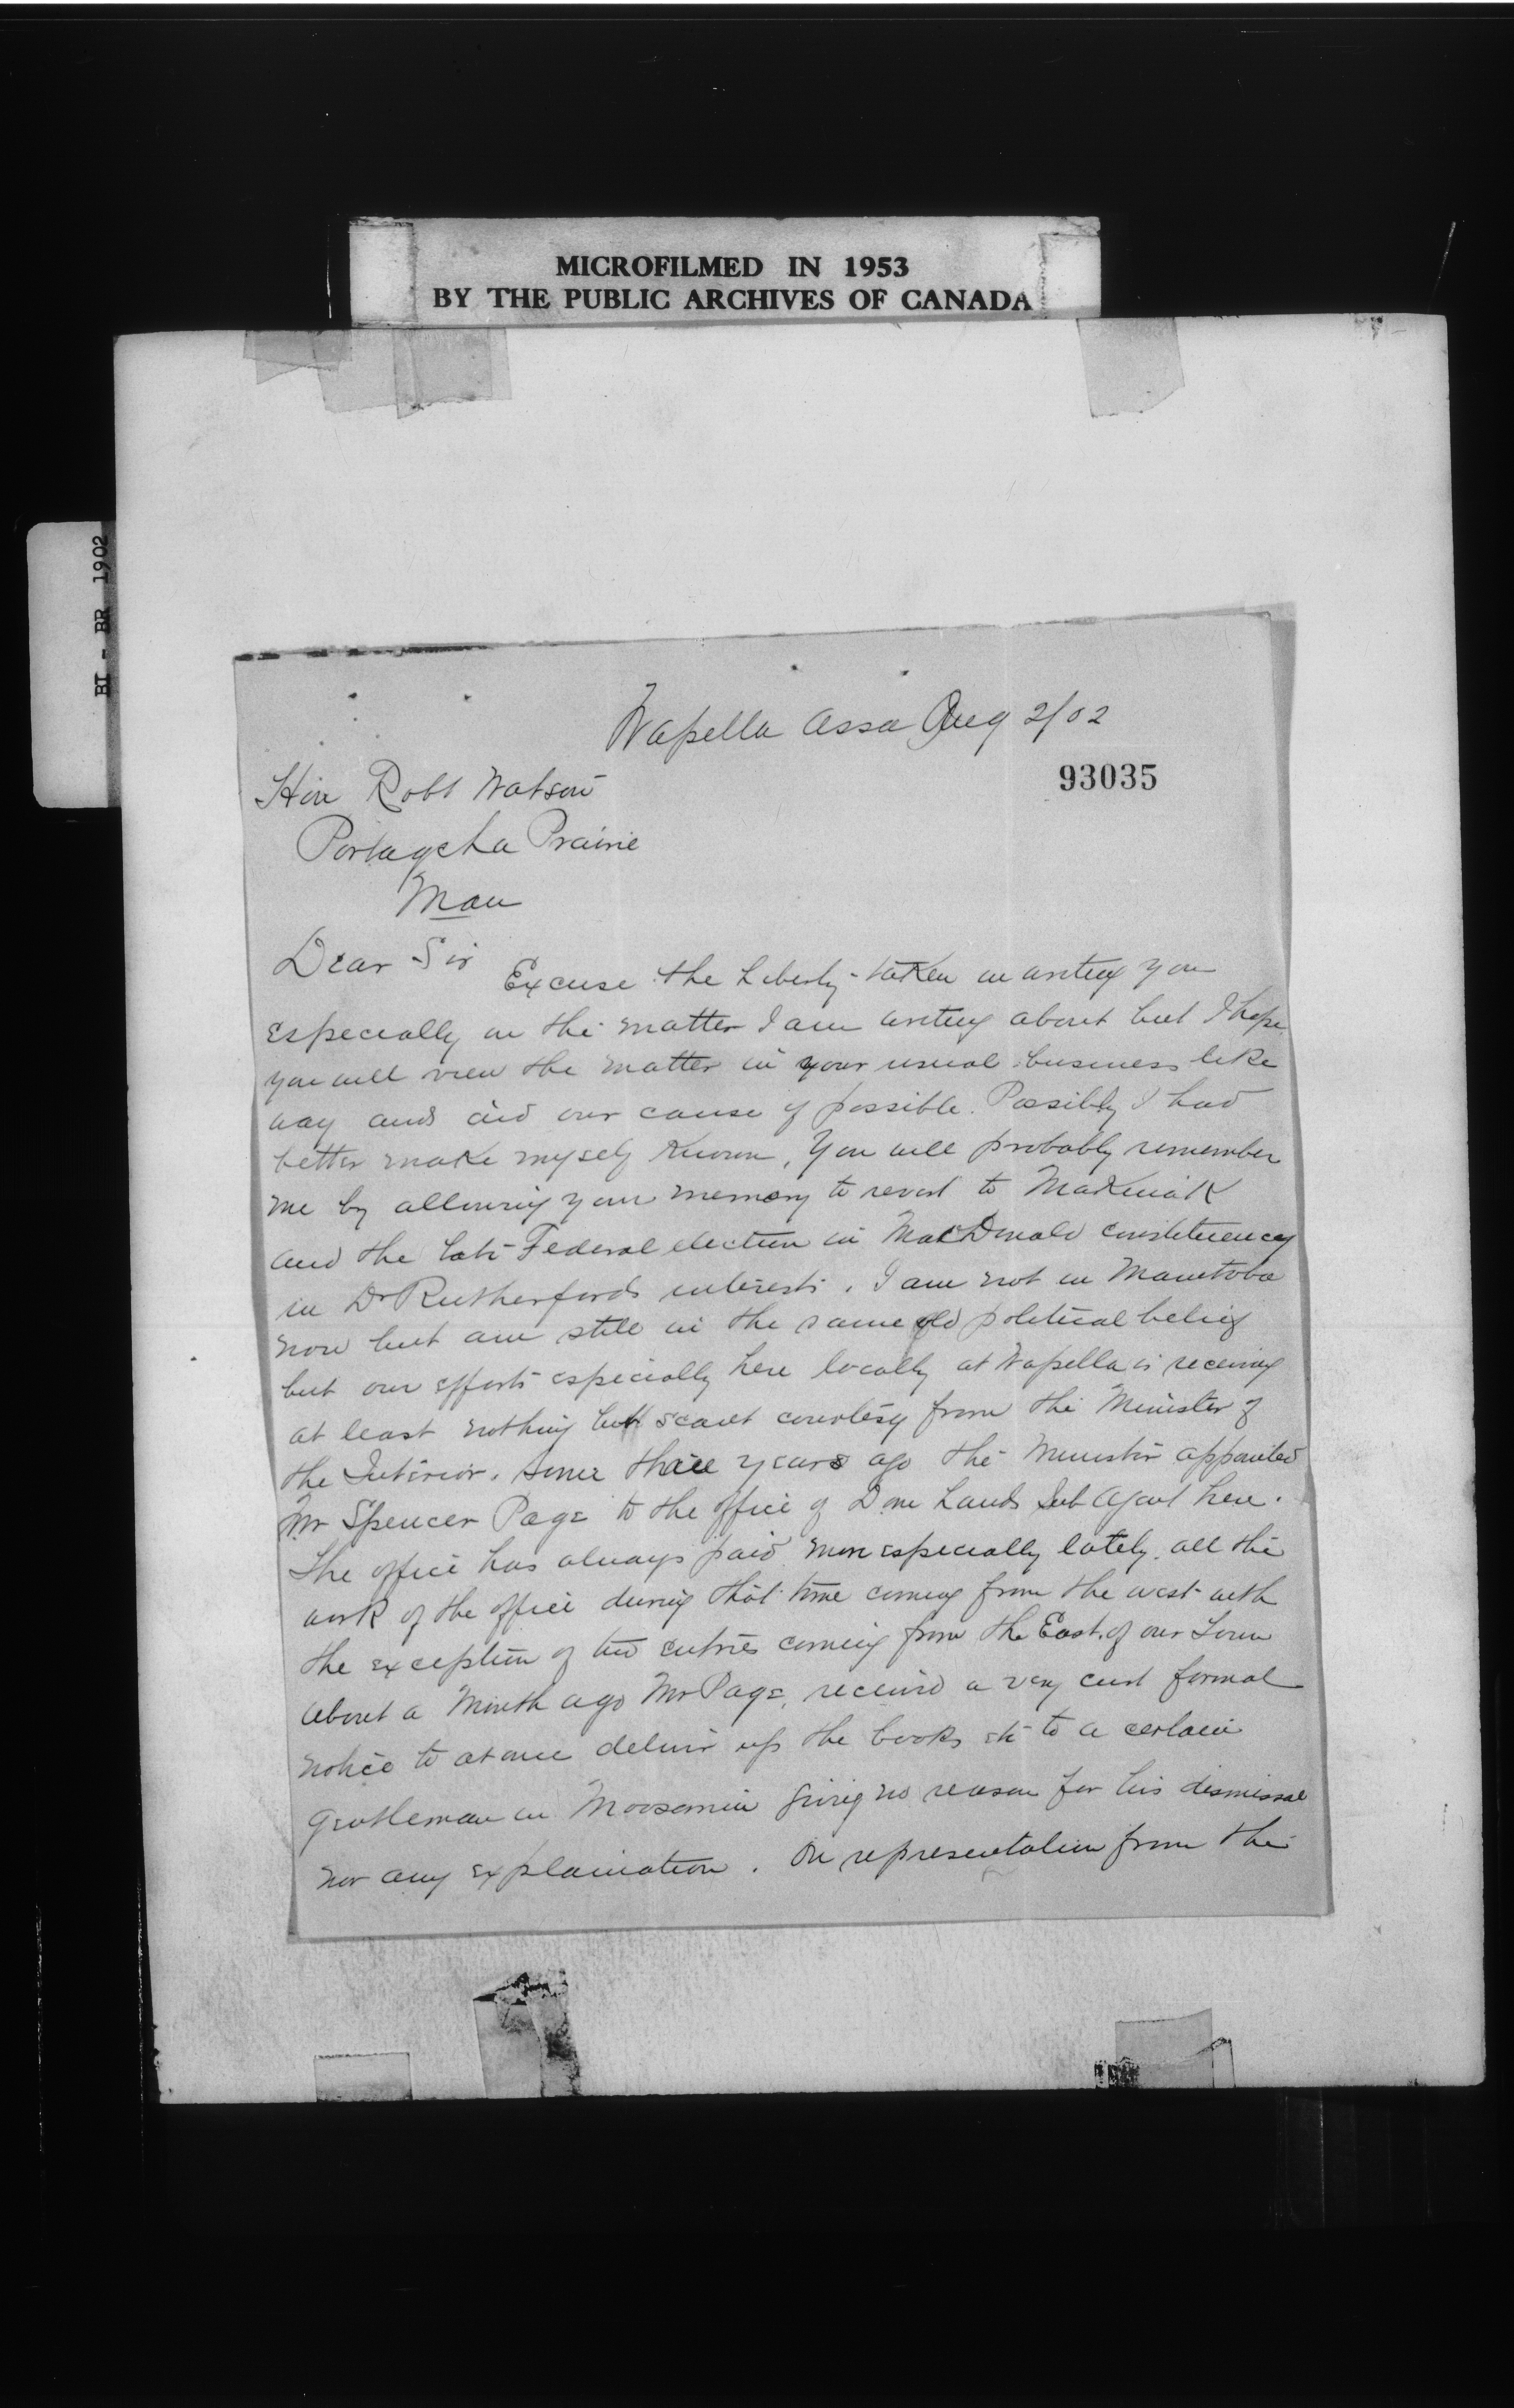 MICROFILMED IN 1953
BY THE PUBLIC ARCHIVES OF CANADA
BI - BR 1902
Wapella Assa Aug 2/02
93035
Hon Robt Watson
Portage La Prairie
Man
Dear Sir
Excuse the Liberty taken in writing you
especially in the matter I am writing about but I hope
you will view the matter in your usual business like
way and aid our cause if possible. Possibly I had
better make myself Known, You will probably remember
me by allowing your memory to revert to
and the late Federal election in MacDonald constituency
in Dr Rutherfords interests. I am not in Manitoba
now but am still in the same old political belief
but our efforts especially here locally at Wapella is receiving
at least nothing but scant courtesy from the Minister of
the Interior. Some three years ago the Minister appointed
Mr Spencer Page to the office of Dom Lands Sub Agent here.
The office has always paid more especially lately. all the
work of the office during that time coming from the west with
the exception of two entries coming from the East of our Town
about a Month ago Mr Page, received a very curt formal
notice to at once deliver up the books etc to a certain
Gentleman in Moosomin giving no reason for his dismissal
nor any explaination. On representation from the